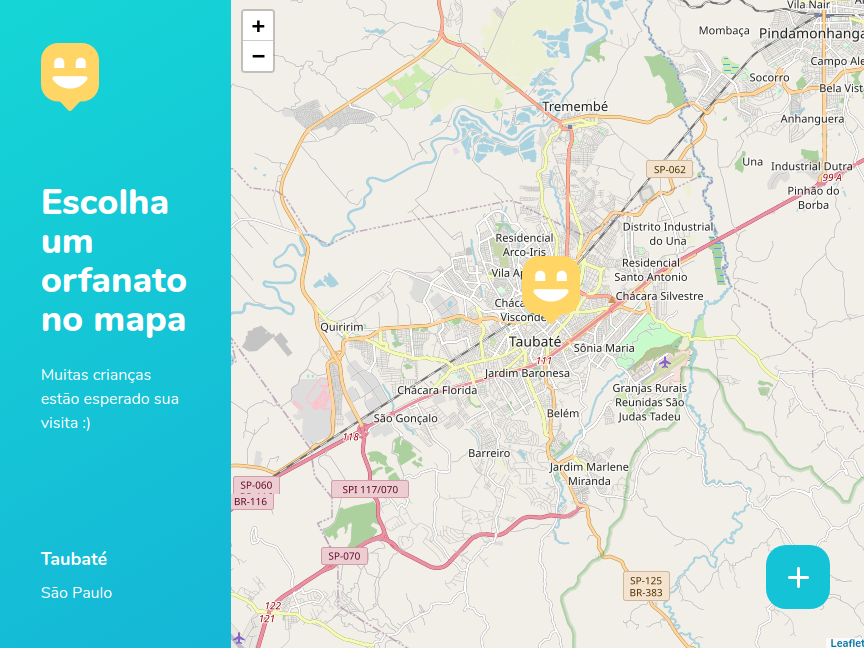 Escolha
um
orfanato
no mapa
Muitas crianças
estão esperado sua
visita :)
Taubaté
São Paulo
+
−
Vila Nair
Mombaça
Pindamonhanga
Campo Ale
Socorro
Bela Vist
Tremembé
Anhanguera
Una
Industrial Dutra
SP-062
99 A
Pinhão do
Borba
Distrito Industrial
do Una
Residencial
Arco-Iris
Residencial
Santo Antonio
Vila
Chácara Silvestre
Visconde
Quiririm
Taubaté
Sônia Maria
111
Jardim Baronesa
Chácara Florida
Granjas Rurais
Reunidas São
Judas Tadeu
São Gonçalo
Belém
118
Barreiro
Jardim Marlene
Miranda
SP-060
BR-116
SPI 117/070
SP-070
SP-125
BR-383
122
121
+
Leaflet